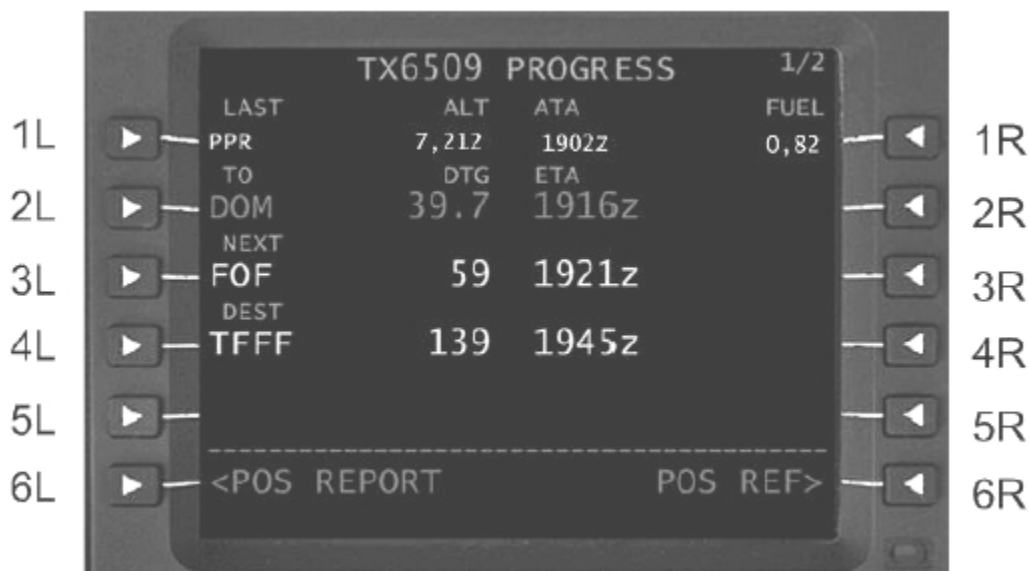 TX6509 PROGRESS 1/2
LAST ALT ATA FUEL
1L PPR 7,212 1902Z 0,82 1R
TO DTG ETA
2L DOM 39.7 1916z 2R
NEXT
3L FOF 59 1921z 3R
DEST
4L TFFF 139 1945z 4R
5L 5R
--------------------------------
6L <POS REPORT POS REF> 6R